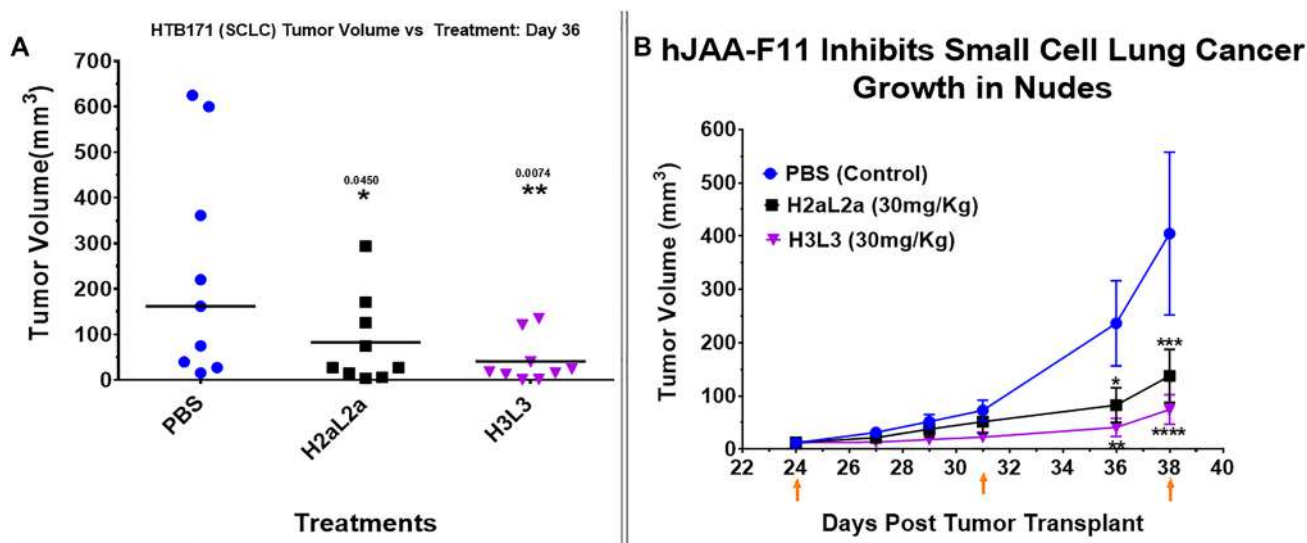 A
HTB171 (SCLC) Tumor Volume vs Treatment: Day 36
Tumor Volume(mm³)
700
600
500
400
300
200
100
0
0.0450
*
0.0074
**
PBS
H2aL2a
H3L3
Treatments
B hJAA-F11 Inhibits Small Cell Lung Cancer
Growth in Nudes
Tumor Volume (mm³)
600
500
400
300
200
100
0
PBS (Control)
H2aL2a (30mg/Kg)
H3L3 (30mg/Kg)
*
**
***
****
22 24 26 28 30 32 34 36 38 40
Days Post Tumor Transplant